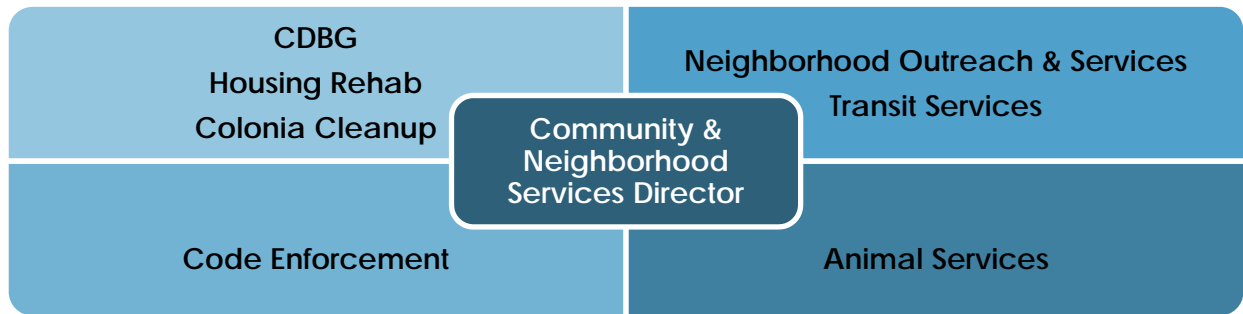 CDBG
Housing Rehab
Colonia Cleanup
Neighborhood Outreach & Services
Transit Services
Community &
Neighborhood
Services Director
Code Enforcement
Animal Services